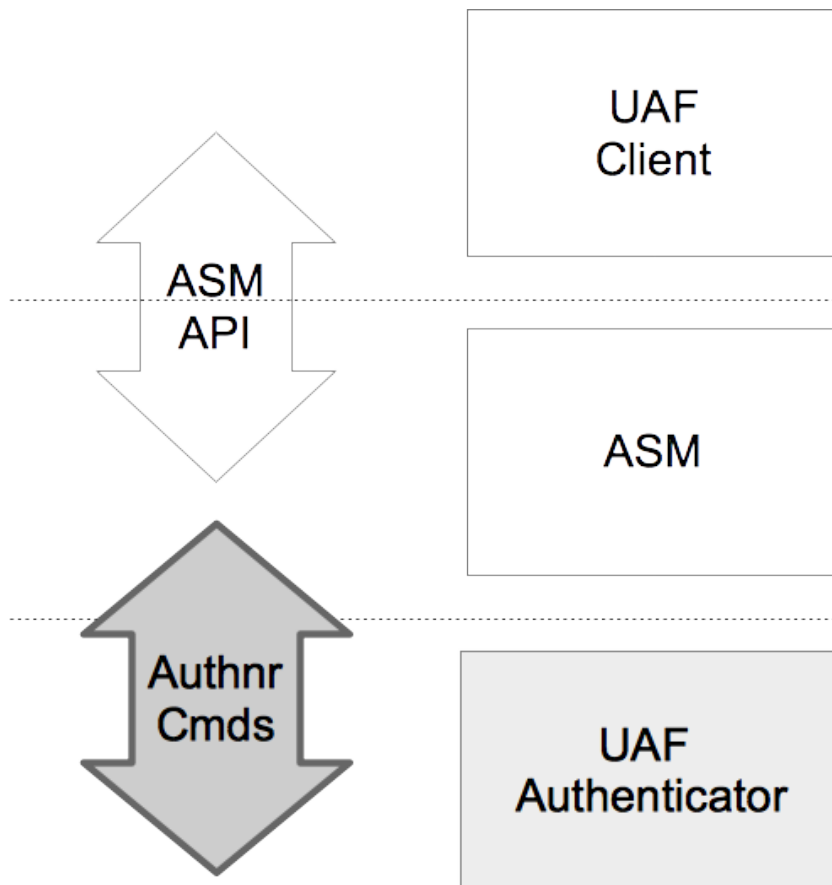 UAF
Client
ASM
API
ASM
Authnr
Cmds
UAF
Authenticator